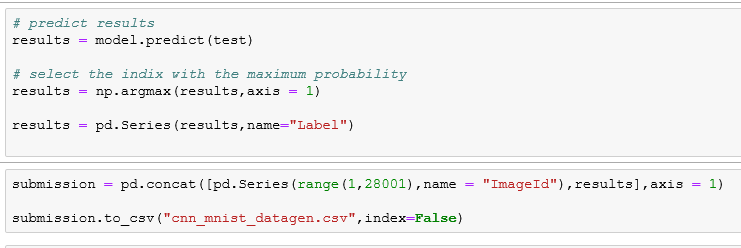 # predict results
results = model.predict(test)
# select the indix with the maximum probability
results = np.argmax(results,axis = 1)
results = pd.Series(results,name="Label")
submission = pd.concat([pd.Series(range(1,28001),name = "ImageId"),results],axis = 1)
submission.to_csv("cnn_mnist_datagen.csv",index=False)